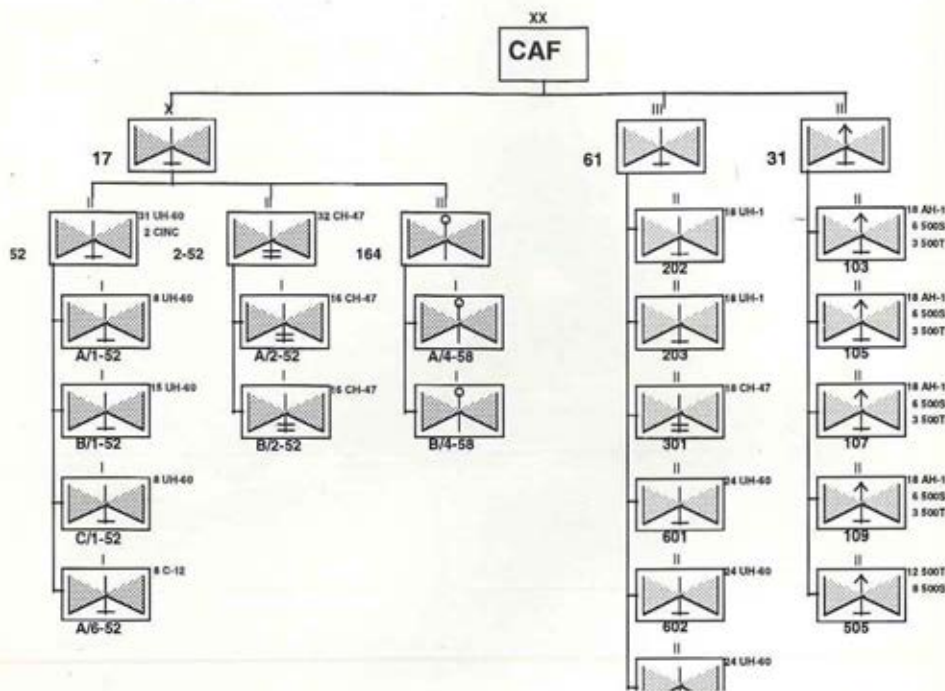 XX
CAF
X
17
III
61
II
31
II
52
31 UH-60
2 CINC
II
2-52
32 CH-47
164
II
18 UH-1
202
II
103
18 AH-1
6 500S
3 500T
I
8 UH-60
A/1-52
I
16 CH-47
A/2-52
I
A/4-58
II
18 UH-1
203
II
105
18 AH-1
6 500S
3 500T
I
15 UH-60
B/1-52
I
16 CH-47
B/2-52
I
B/4-58
II
18 CH-47
301
II
107
18 AH-1
6 500S
3 500T
I
8 UH-60
C/1-52
II
24 UH-60
601
II
109
18 AH-1
6 500S
3 500T
I
A/6-52
II
24 UH-60
602
II
505
12 500T
8 500S
II
24 UH-60